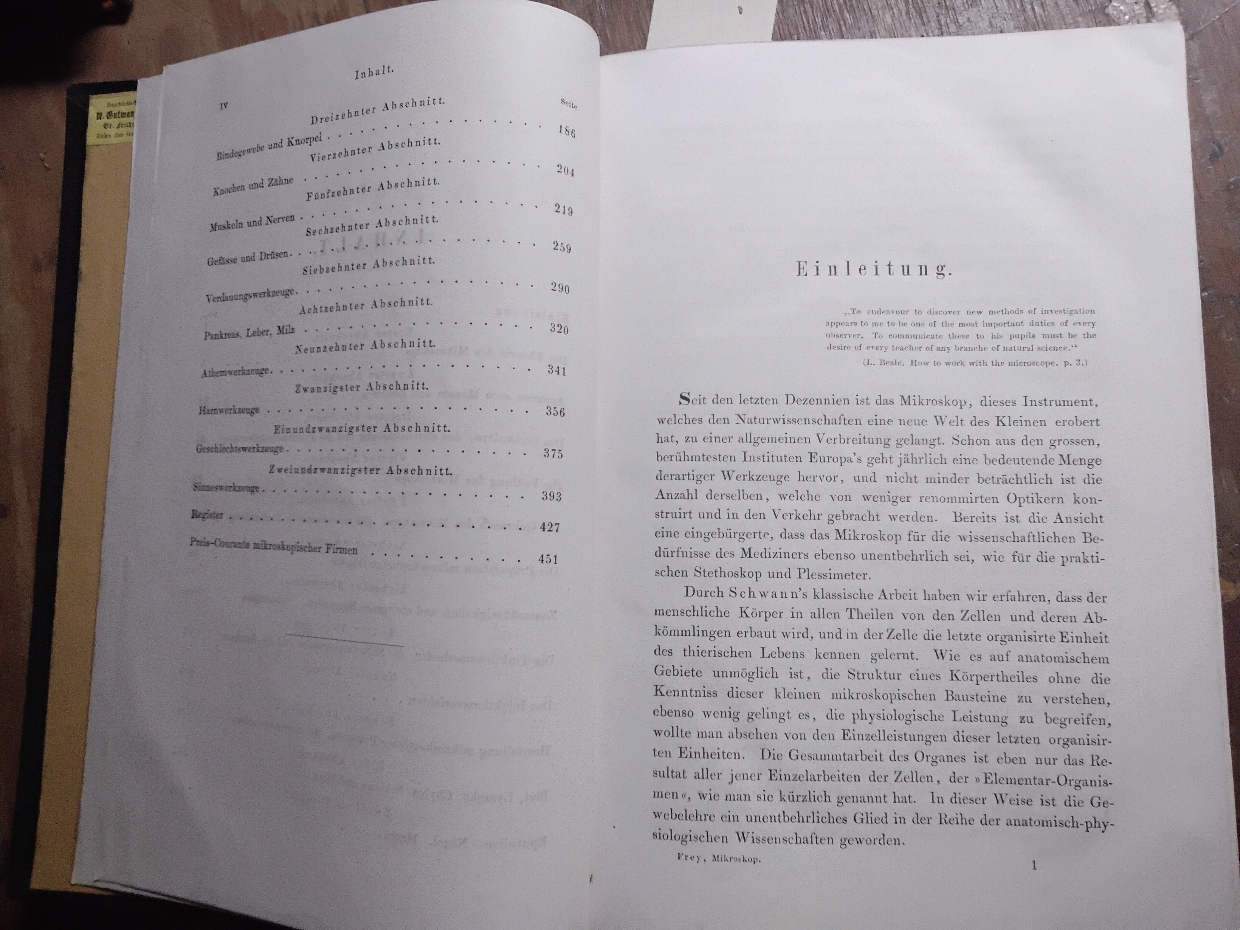 Inhalt.
IV
Seite
Dreizehnter Abschnitt.
Bindegewebe und Knorpel . . . . . . . . . . . . . 186
Vierzehnter Abschnitt.
Knochen und Zähne . . . . . . . . . . . . . . . 204
Fünfzehnter Abschnitt.
Muskeln und Nerven . . . . . . . . . . . . . . . 219
Sechzehnter Abschnitt.
Gefässe und Drüsen . . . . . . . . . . . . . . . 259
Siebzehnter Abschnitt.
Verdauungswerkzeuge . . . . . . . . . . . . . . . 290
Achtzehnter Abschnitt.
Pankreas, Leber, Milz . . . . . . . . . . . . . . . 320
Neunzehnter Abschnitt.
Athemwerkzeuge . . . . . . . . . . . . . . . . . 341
Zwanzigster Abschnitt.
Harnwerkzeuge . . . . . . . . . . . . . . . . . 356
Einundzwanzigster Abschnitt.
Geschlechtswerkzeuge . . . . . . . . . . . . . . . 375
Zweiundzwanzigster Abschnitt.
Sinneswerkzeuge . . . . . . . . . . . . . . . . . 393
Register . . . . . . . . . . . . . . . . . . . 427
Preis-Courante mikroskopischer Firmen . . . . . . . . . . 451
Einleitung.
„To endeavour to discover new methods of investigation
appears to me to be one of the most important duties of every
observer. To communicate these to his pupils must be the
desire of every teacher of any branche of natural science.“
(L. Beale. How to work with the microscope. p. 3.)
Seit den letzten Dezennien ist das Mikroskop, dieses Instrument,
welches den Naturwissenschaften eine neue Welt des Kleinen erobert
hat, zu einer allgemeinen Verbreitung gelangt. Schon aus den grossen,
berühmtesten Instituten Europa's geht jährlich eine bedeutende Menge
derartiger Werkzeuge hervor, und nicht minder beträchtlich ist die
Anzahl derselben, welche von weniger renommirten Optikern kon-
struirt und in den Verkehr gebracht werden. Bereits ist die Ansicht
eine eingebürgerte, dass das Mikroskop für die wissenschaftlichen Be-
dürfnisse des Mediziners ebenso unentbehrlich sei, wie für die prakti-
schen Stethoskop und Plessimeter.
Durch Schwann's klassische Arbeit haben wir erfahren, dass der
menschliche Körper in allen Theilen von den Zellen und deren Ab-
kömmlingen erbaut wird, und in der Zelle die letzte organisirte Einheit
des thierischen Lebens kennen gelernt. Wie es auf anatomischem
Gebiete unmöglich ist, die Struktur eines Körpertheiles ohne die
Kenntniss dieser kleinen mikroskopischen Bausteine zu verstehen,
ebenso wenig gelingt es, die physiologische Leistung zu begreifen,
wollte man absehen von den Einzelleistungen dieser letzten organisir-
ten Einheiten. Die Gesammtarbeit des Organes ist eben nur das Re-
sultat aller jener Einzelarbeiten der Zellen, der »Elementar-Organis-
men«, wie man sie kürzlich genannt hat. In dieser Weise ist die Ge-
webelehre ein unentbehrliches Glied in der Reihe der anatomisch-phy-
siologischen Wissenschaften geworden.
Frey, Mikroskop. 1